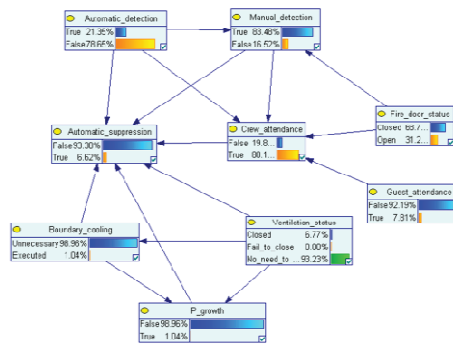 Automatic_detection
True 21.35%
False 78.65%
Manual_detection
True 83.48%
False 16.52%
Fire_door_status
Closed 68.7...
Open 31.2...
Automatic_suppression
False 93.38%
True 6.62%
Crew_attendance
False 19.8...
True 80.1...
Guest_attendance
False 92.19%
True 7.81%
Boundary_cooling
Unnecessary 98.96%
Executed 1.04%
Ventilation_status
Closed 6.77%
Fail_to_close 0.00%
No_need_to ... 93.23%
P_growth
False 98.96%
True 1.04%